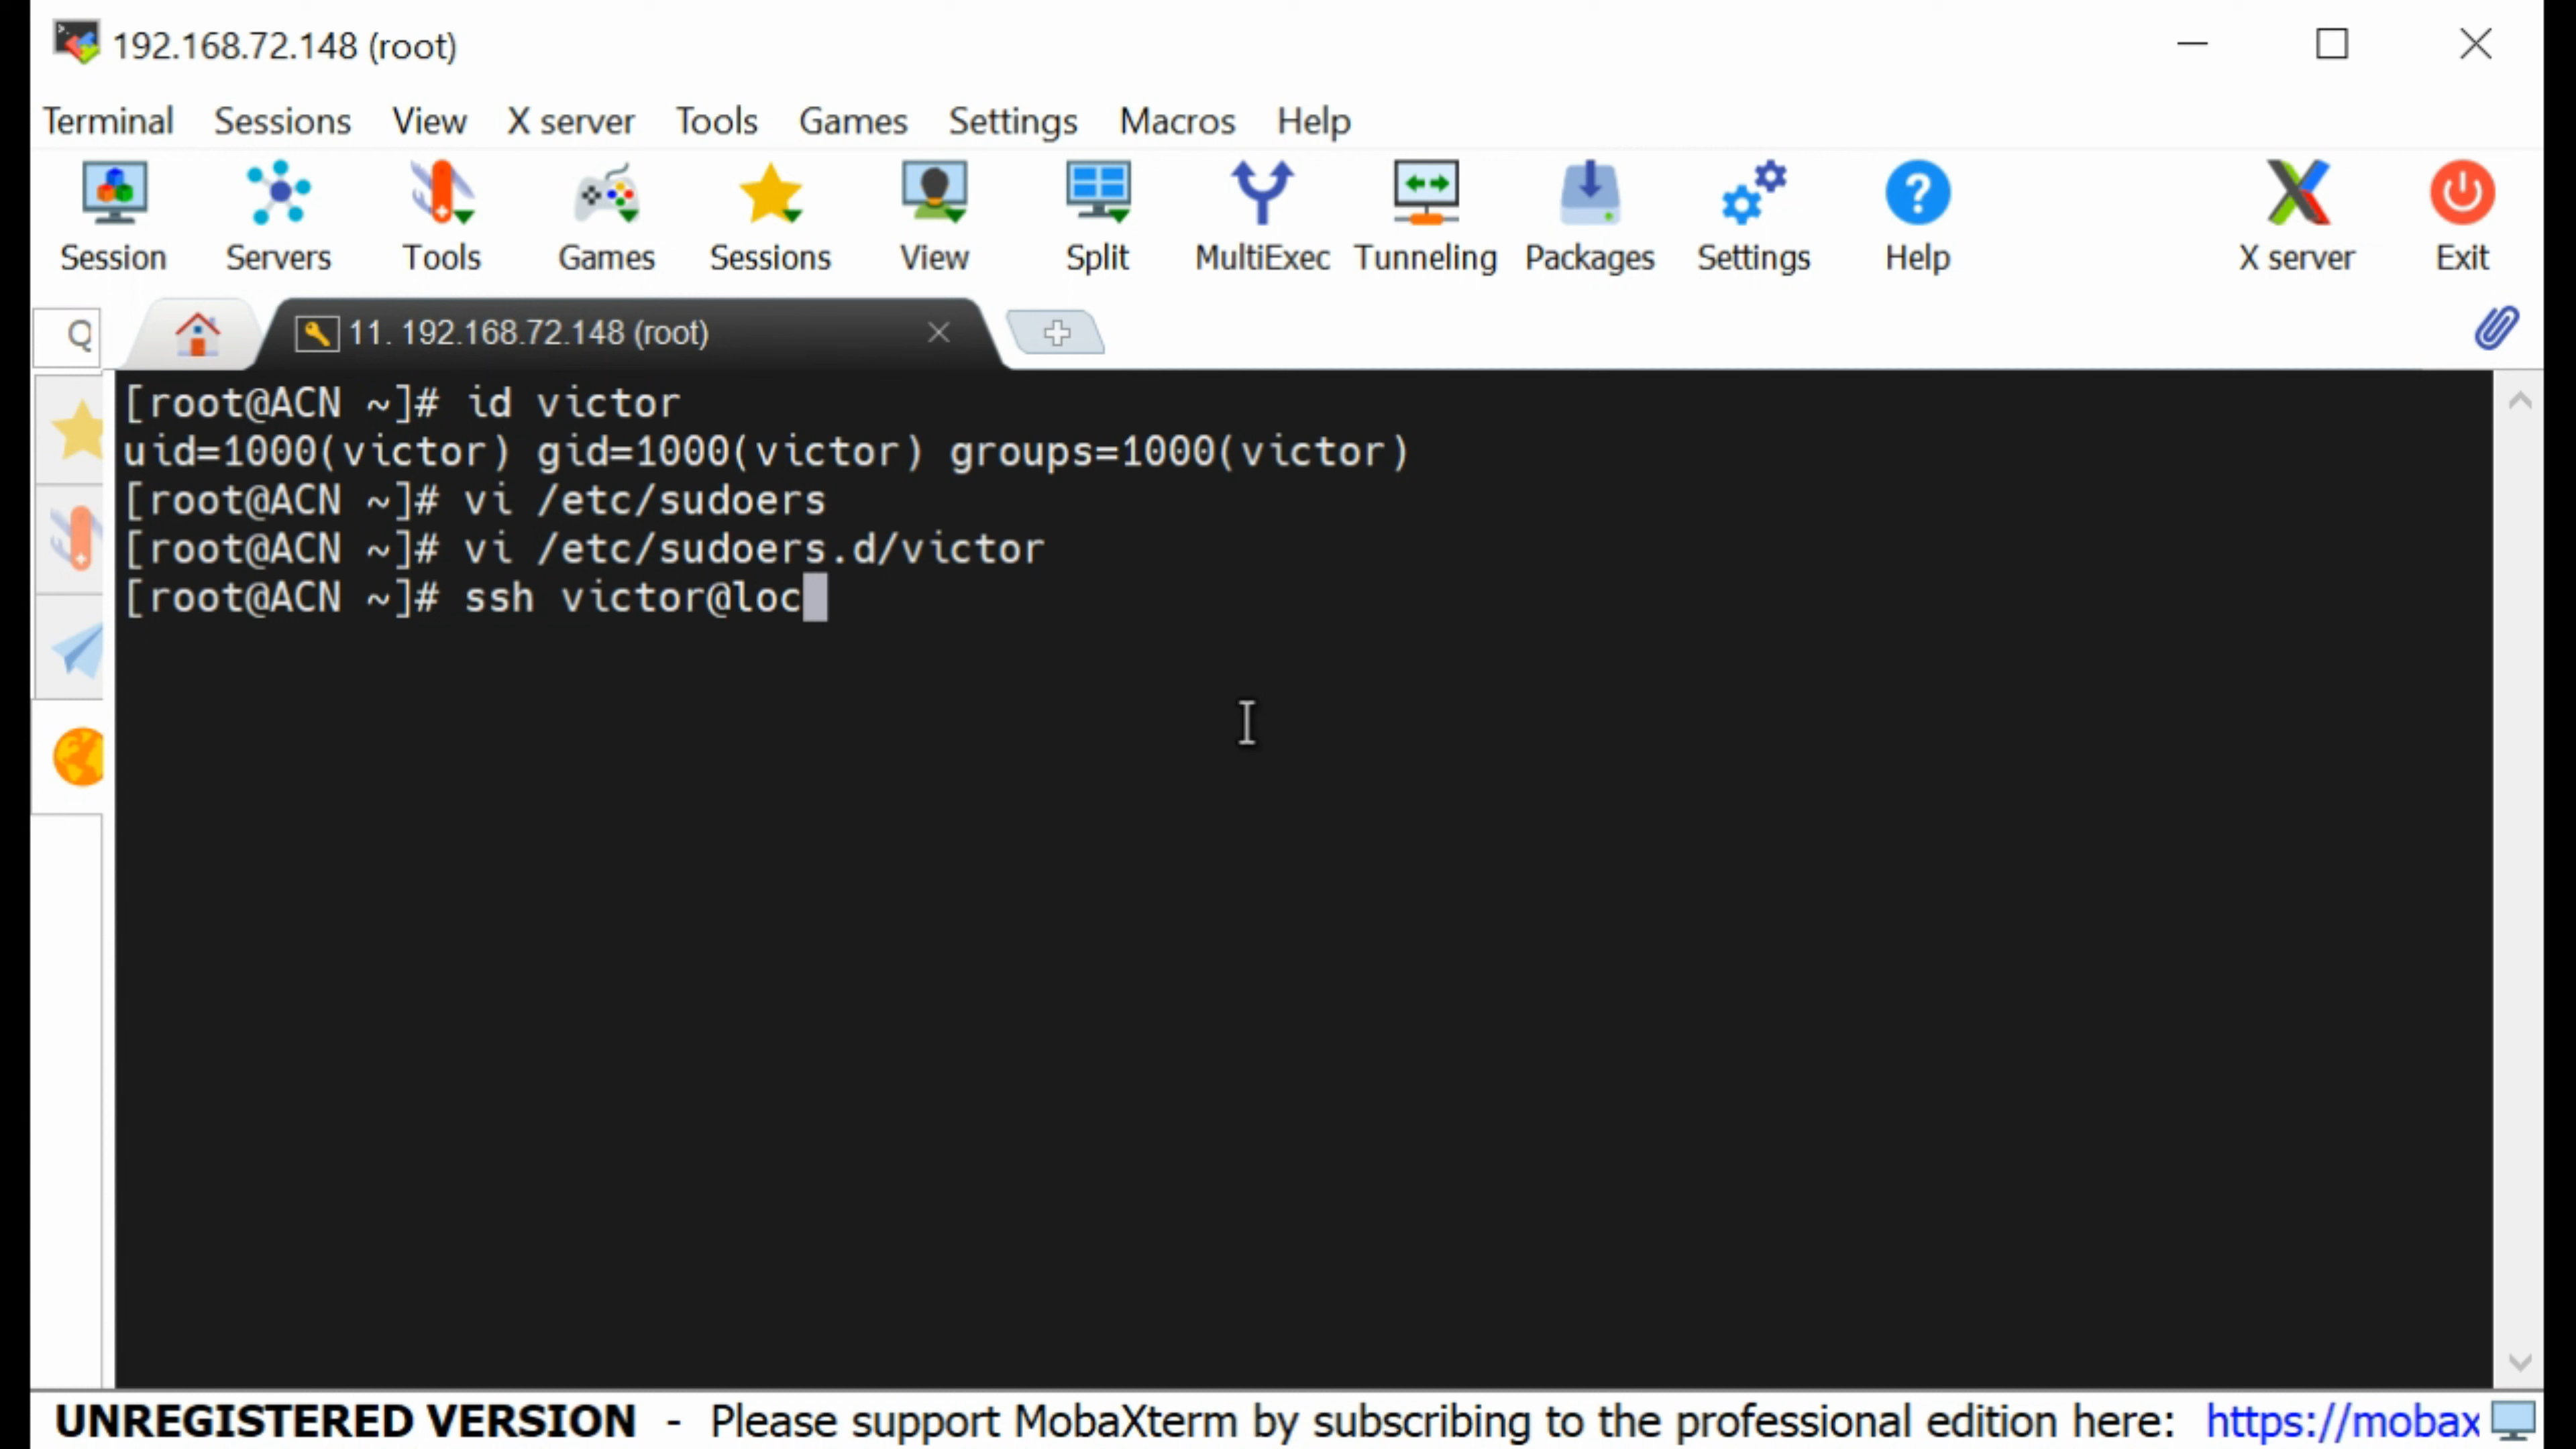 192.168.72.148 (root)
Terminal Sessions View X server Tools Games Settings Macros Help
Session Servers Tools Games Sessions View Split MultiExec Tunneling Packages Settings Help X server Exit
Q 11. 192.168.72.148 (root)
[root@ACN ~]# id victor
uid=1000(victor) gid=1000(victor) groups=1000(victor)
[root@ACN ~]# vi /etc/sudoers
[root@ACN ~]# vi /etc/sudoers.d/victor
[root@ACN ~]# ssh victor@loc
UNREGISTERED VERSION - Please support MobaXterm by subscribing to the professional edition here: https://mobax